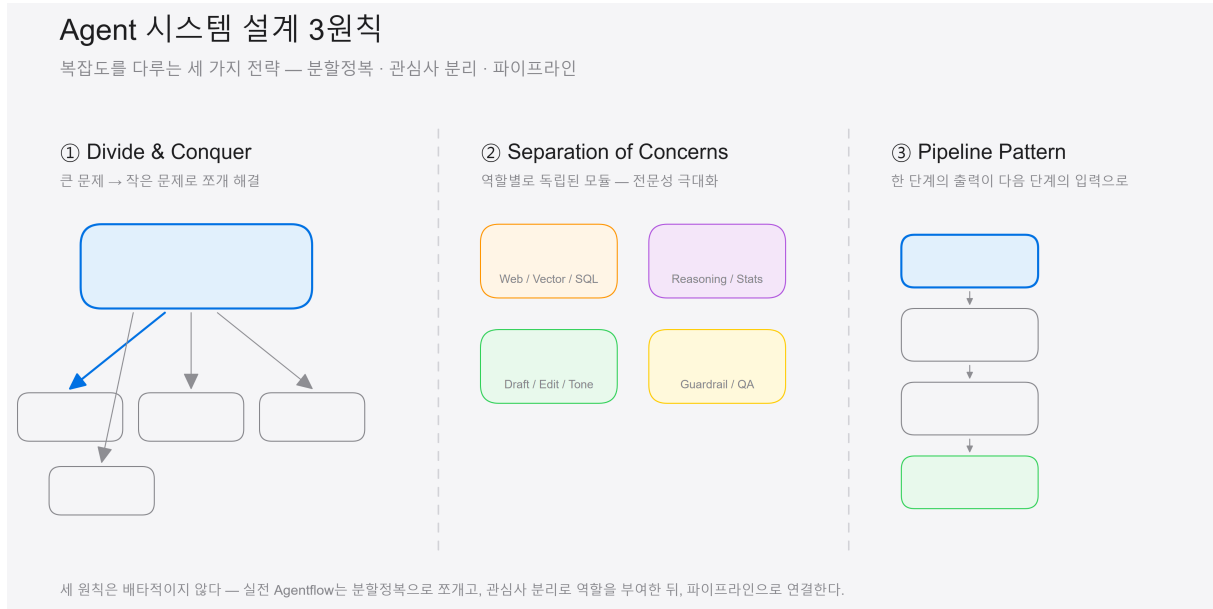 Agent 시스템 설계 3원칙
복잡도를 다루는 세 가지 전략 — 분할정복 · 관심사 분리 · 파이프라인
① Divide & Conquer
큰 문제 → 작은 문제로 쪼개 해결
② Separation of Concerns
역할별로 독립된 모듈 — 전문성 극대화
Web / Vector / SQL
Reasoning / Stats
Draft / Edit / Tone
Guardrail / QA
③ Pipeline Pattern
한 단계의 출력이 다음 단계의 입력으로
세 원칙은 배타적이지 않다 — 실전 Agentflow는 분할정복으로 쪼개고, 관심사 분리로 역할을 부여한 뒤, 파이프라인으로 연결한다.